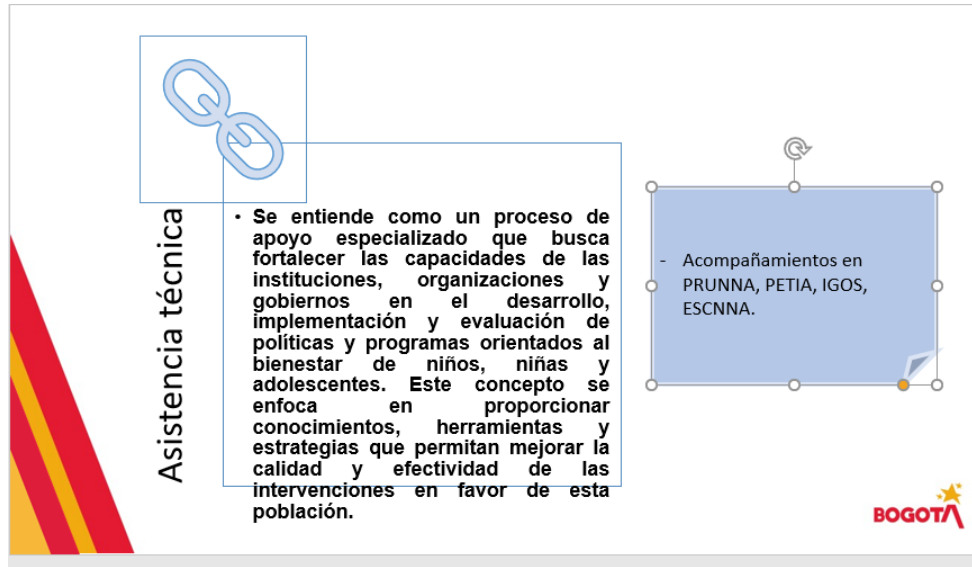 Asistencia técnica
• Se entiende como un proceso de
apoyo especializado que busca
fortalecer las capacidades de las
instituciones, organizaciones y
gobiernos en el desarrollo,
implementación y evaluación de
políticas y programas orientados al
bienestar de niños, niñas y
adolescentes. Este concepto se
enfoca en proporcionar
conocimientos, herramientas y
estrategias que permitan mejorar la
calidad y efectividad de las
intervenciones en favor de esta
población.
- Acompañamientos en
PRUNNA, PETIA, IGOS,
ESCNNA.
BOGOTÁ